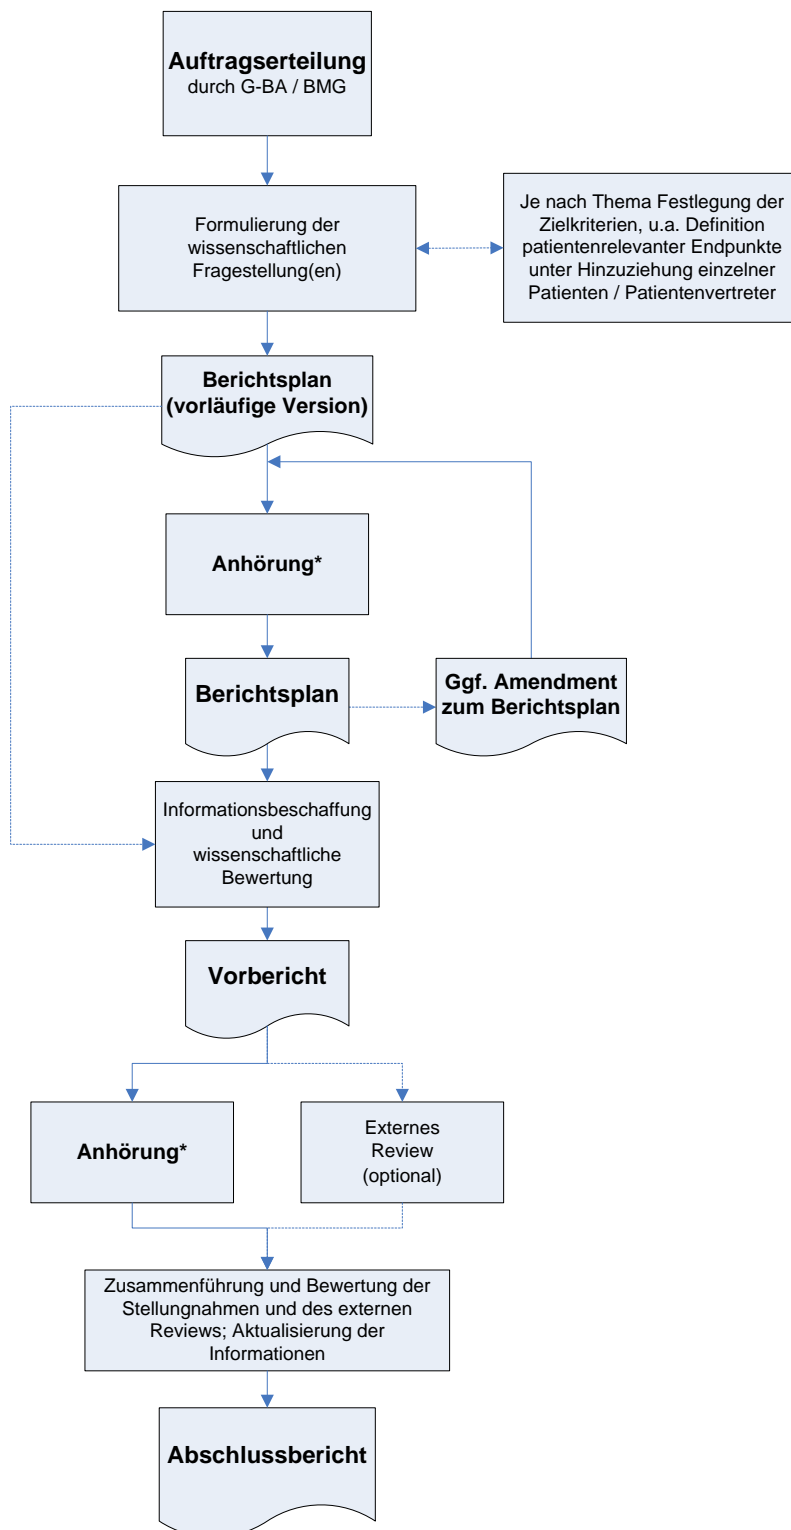 Auftragserteilung
durch G-BA / BMG
Formulierung der
wissenschaftlichen
Fragestellung(en)
Je nach Thema Festlegung der
Zielkriterien, u.a. Definition
patientenrelevanter Endpunkte
unter Hinzuziehung einzelner
Patienten / Patientenvertreter
Berichtsplan
(vorläufige Version)
Anhörung*
Berichtsplan
Ggf. Amendment
zum Berichtsplan
Informationsbeschaffung
und
wissenschaftliche
Bewertung
Vorbericht
Anhörung*
Externes
Review
(optional)
Zusammenführung und Bewertung der
Stellungnahmen und des externen
Reviews; Aktualisierung der
Informationen
Abschlussbericht